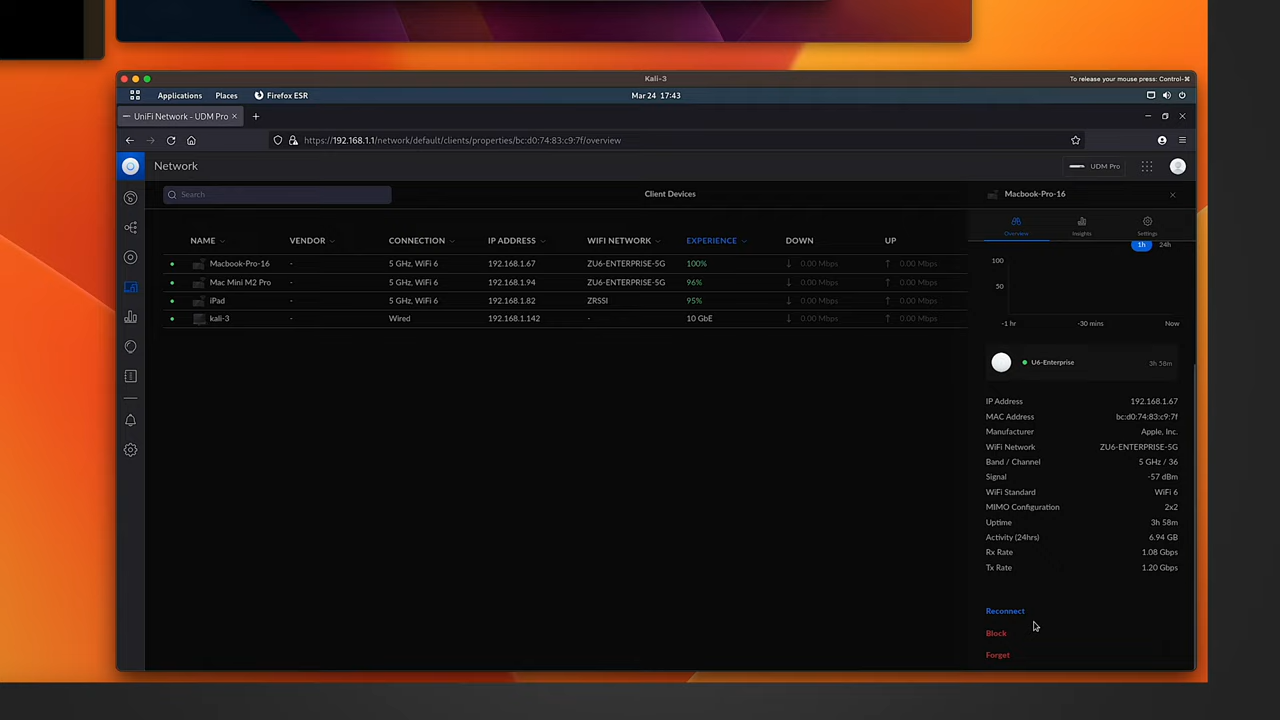 Kali-3
To release your mouse press: Control-⌘
Applications Places Firefox ESR Mar 24 17:43
UniFi Network - UDM Pro
https://192.168.1.1/network/default/clients/properties/bc:d0:74:83:c9:7f/overview
Network UDM Pro
Search Client Devices Macbook-Pro-16
Overview Insights Settings
NAME VENDOR CONNECTION IP ADDRESS WIFI NETWORK EXPERIENCE DOWN UP
1h 24h
Macbook-Pro-16 - 5 GHz, WiFi 6 192.168.1.67 ZU6-ENTERPRISE-5G 100% 0.00 Mbps 0.00 Mbps
Mac Mini M2 Pro - 5 GHz, WiFi 6 192.168.1.94 ZU6-ENTERPRISE-5G 96% 0.00 Mbps 0.00 Mbps
iPad - 5 GHz, WiFi 6 192.168.1.82 ZRSSI 95% 0.00 Mbps 0.00 Mbps
kali-3 - Wired 192.168.1.142 - 10 GbE 0.00 Mbps 0.00 Mbps
100
50
-1 hr -30 mins Now
U6-Enterprise 3h 58m
IP Address 192.168.1.67
MAC Address bc:d0:74:83:c9:7f
Manufacturer Apple, Inc.
WiFi Network ZU6-ENTERPRISE-5G
Band / Channel 5 GHz / 36
Signal -57 dBm
WiFi Standard WiFi 6
MIMO Configuration 2x2
Uptime 3h 58m
Activity (24hrs) 6.94 GB
Rx Rate 1.08 Gbps
Tx Rate 1.20 Gbps
Reconnect
Block
Forget